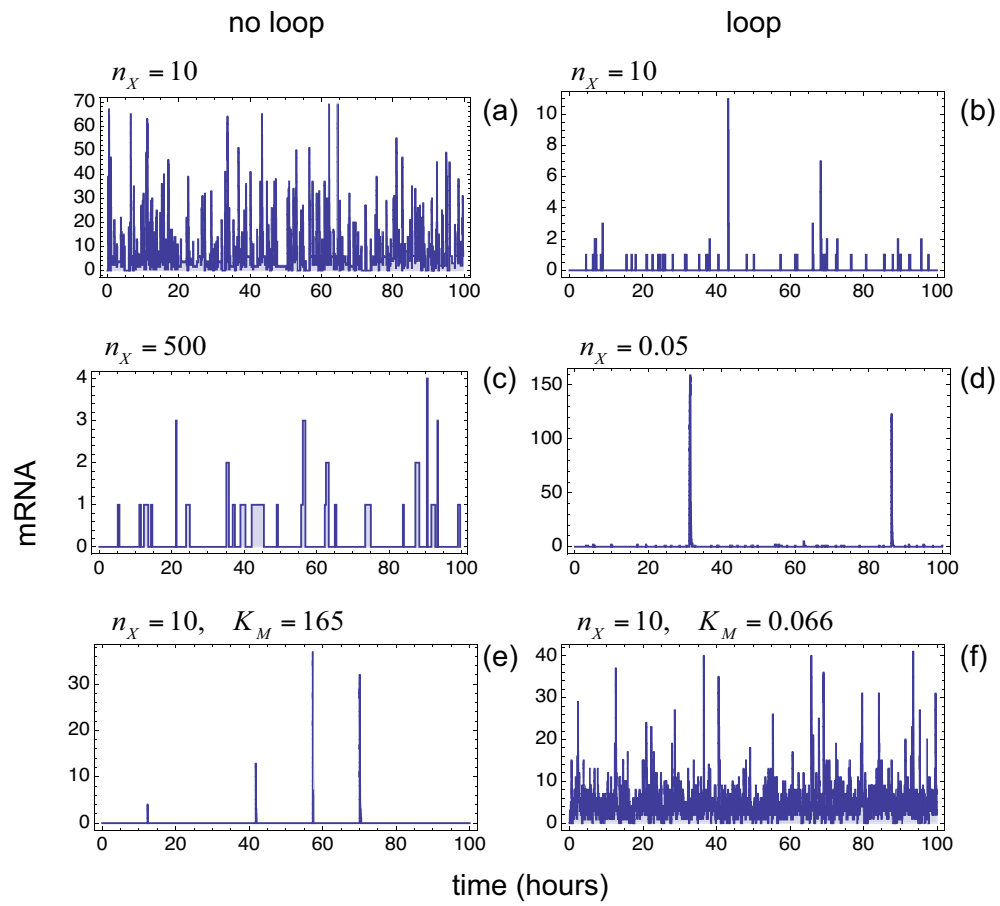 no loop
loop
n_X = 10
(a)
70
60
50
40
30
20
10
0
0 20 40 60 80 100
n_X = 10
(b)
10
8
6
4
2
0
0 20 40 60 80 100
n_X = 500
(c)
4
3
2
1
0
0 20 40 60 80 100
n_X = 0.05
(d)
150
100
50
0
0 20 40 60 80 100
n_X = 10, K_M = 165
(e)
30
20
10
0
0 20 40 60 80 100
n_X = 10, K_M = 0.066
(f)
40
30
20
10
0
0 20 40 60 80 100
mRNA
time (hours)